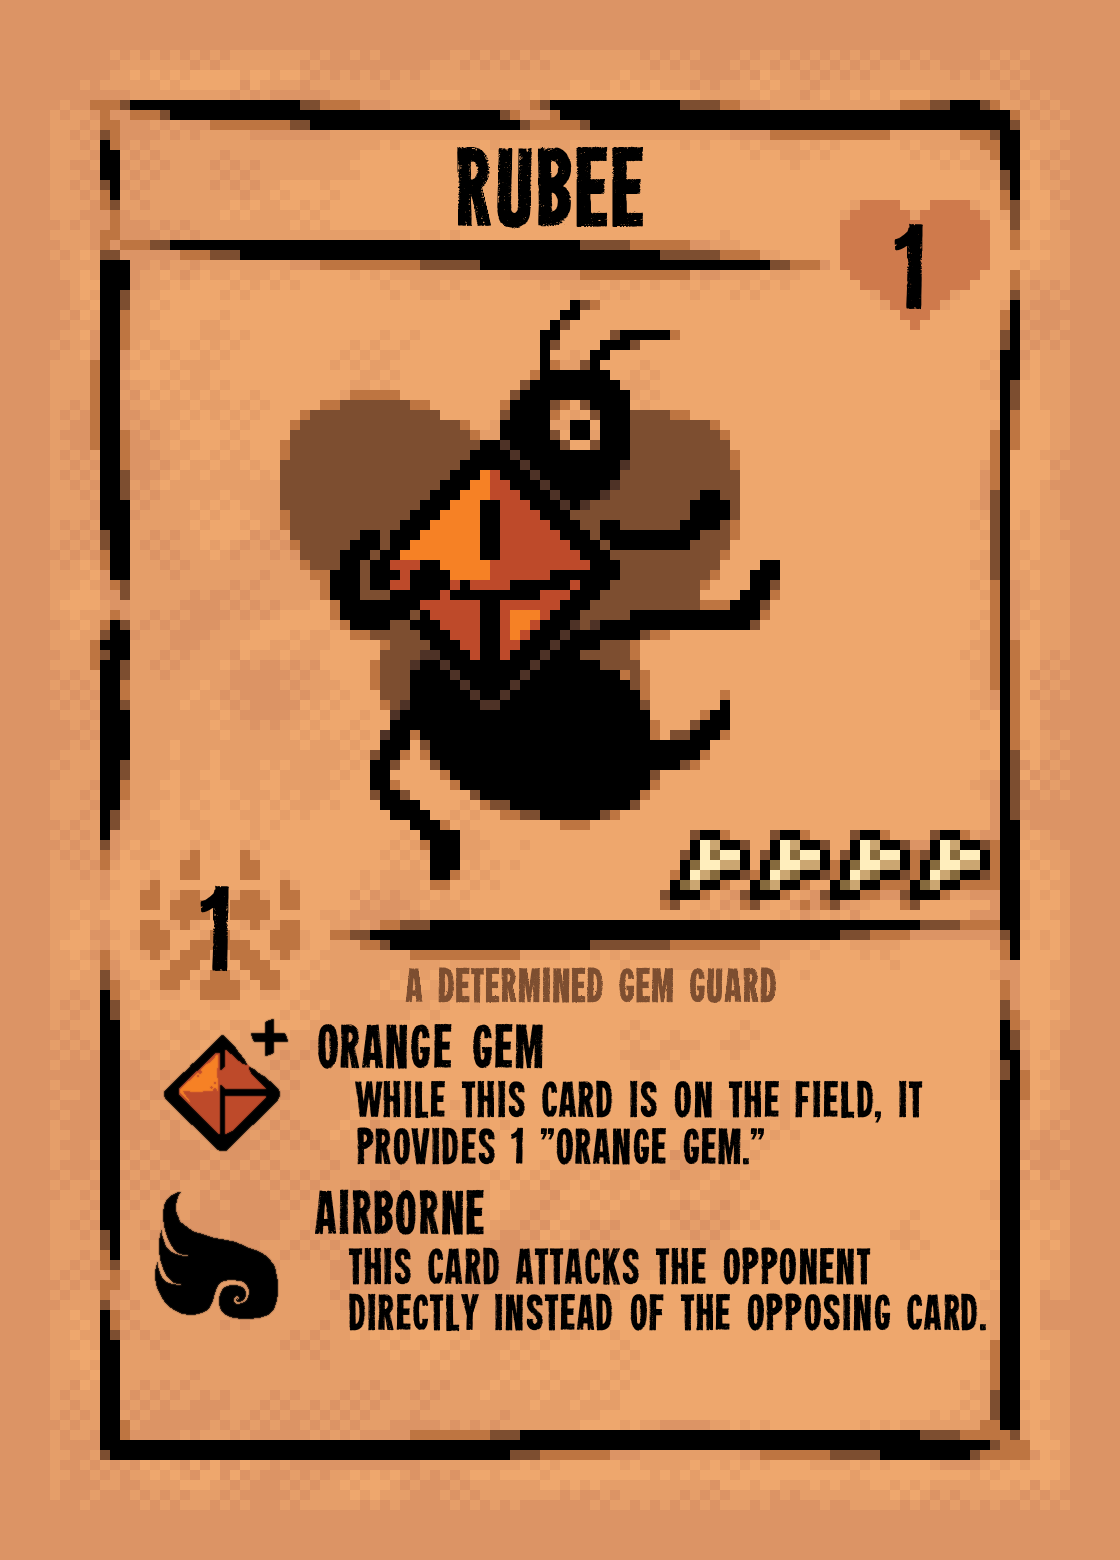 RUBEE
1
1
A DETERMINED GEM GUARD
ORANGE GEM
WHILE THIS CARD IS ON THE FIELD, IT
PROVIDES 1 "ORANGE GEM."
AIRBORNE
THIS CARD ATTACKS THE OPPONENT
DIRECTLY INSTEAD OF THE OPPOSING CARD.